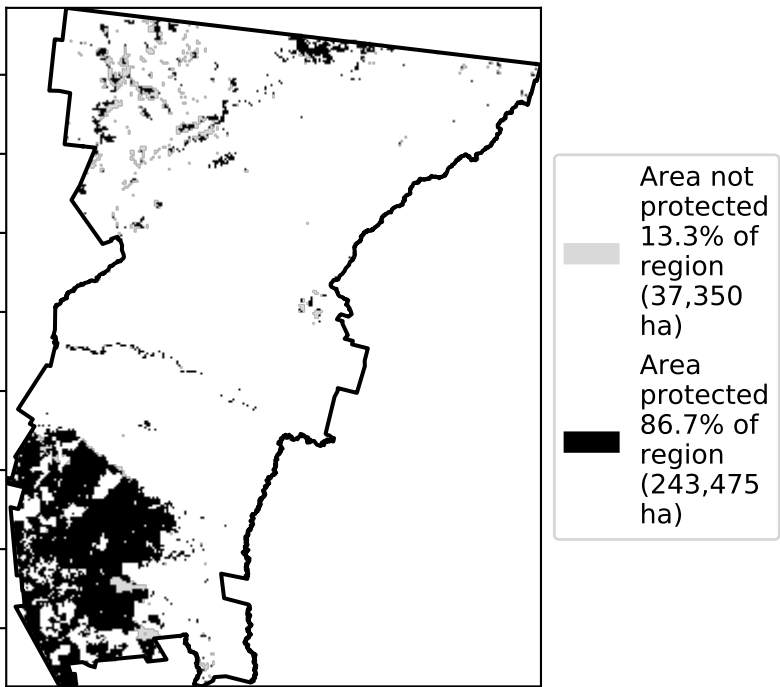 Area not
protected
13.3% of
region
(37,350
ha)
Area
protected
86.7% of
region
(243,475
ha)